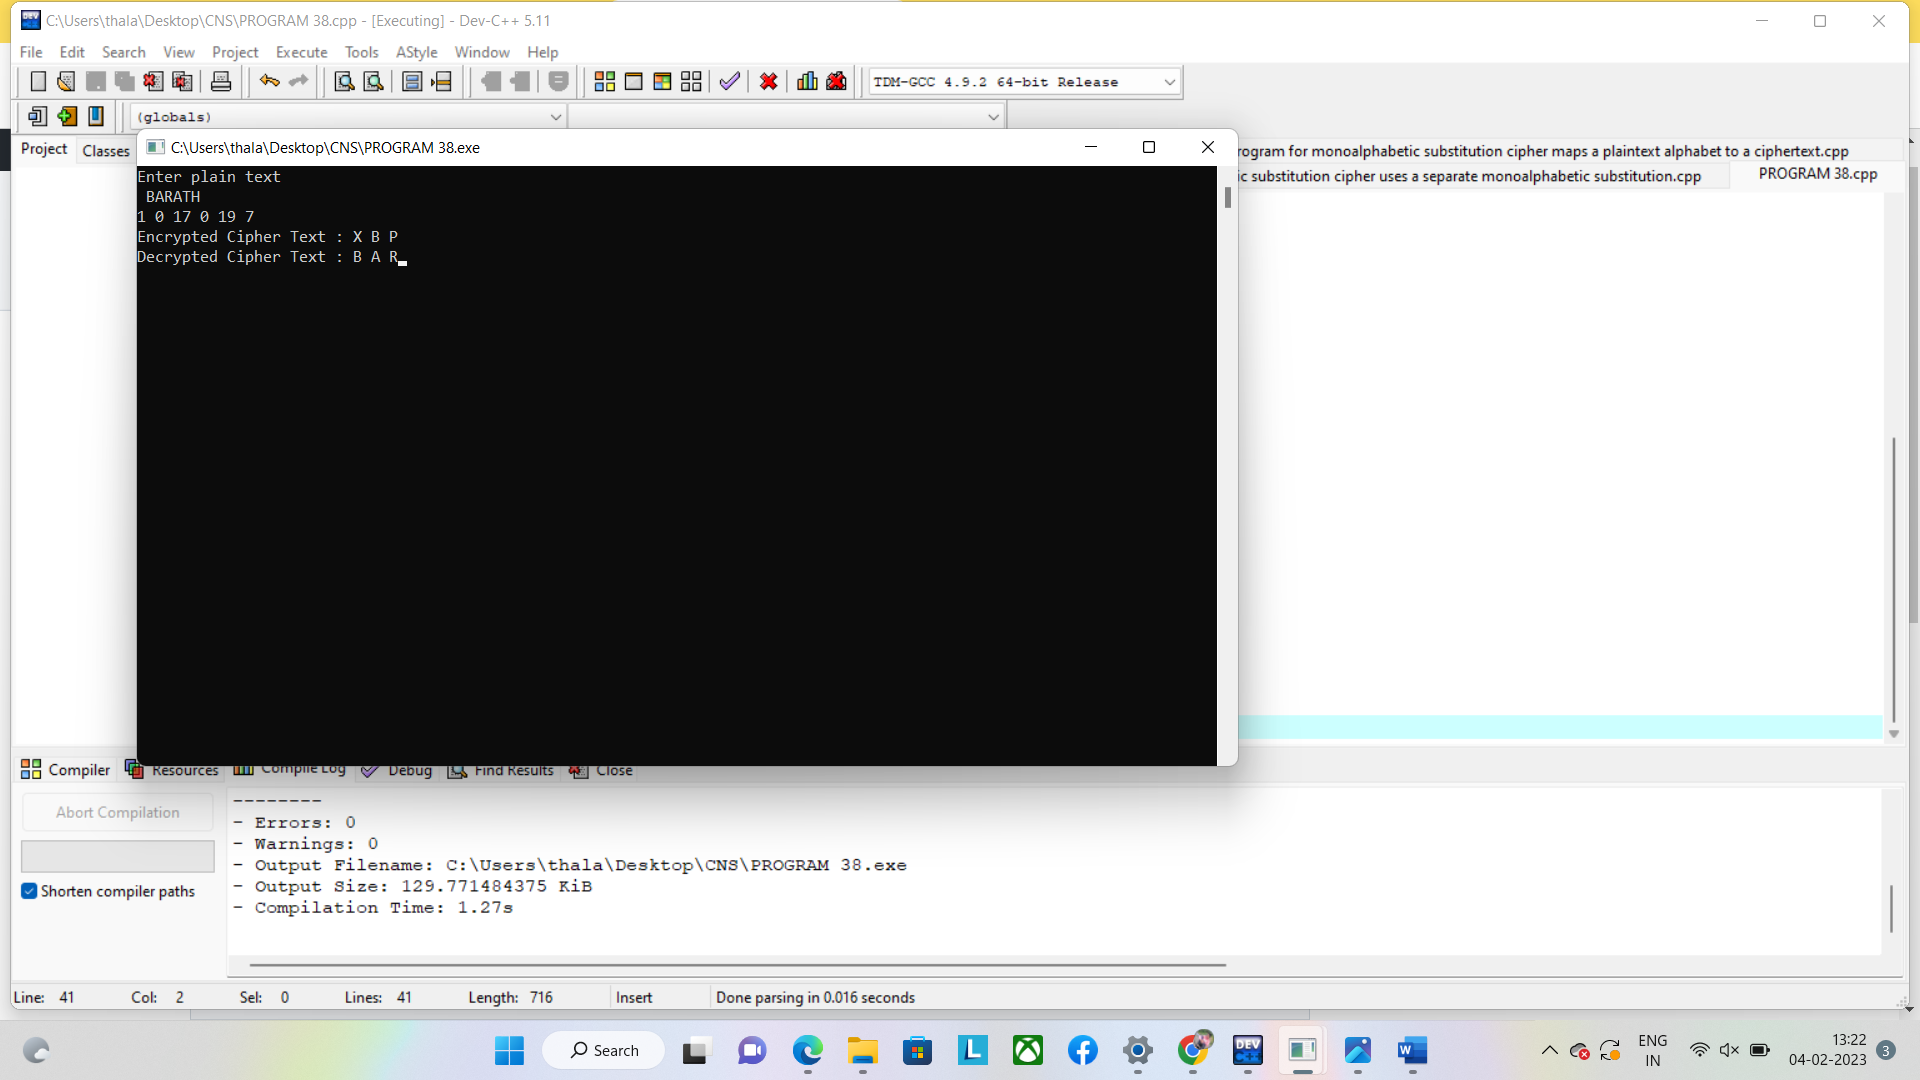 C:\Users\thala\Desktop\CNS\PROGRAM 38.cpp - [Executing] - Dev-C++ 5.11
File Edit Search View Project Execute Tools AStyle Window Help
TDM-GCC 4.9.2 64-bit Release
(globals)
Project Classes
C:\Users\thala\Desktop\CNS\PROGRAM 38.exe
rogram for monoalphabetic substitution cipher maps a plaintext alphabet to a ciphertext.cpp
ic substitution cipher uses a separate monoalphabetic substitution.cpp PROGRAM 38.cpp
Enter plain text
BARATH
1 0 17 0 19 7
Encrypted Cipher Text : X B P
Decrypted Cipher Text : B A R
Compiler Resources Compile Log Debug Find Results Close
Abort Compilation
Shorten compiler paths
--------
- Errors: 0
- Warnings: 0
- Output Filename: C:\Users\thala\Desktop\CNS\PROGRAM 38.exe
- Output Size: 129.771484375 KiB
- Compilation Time: 1.27s
Line: 41 Col: 2 Sel: 0 Lines: 41 Length: 716 Insert Done parsing in 0.016 seconds
Search
DEV C++
L
W
ENG
IN
13:22
04-02-2023
3